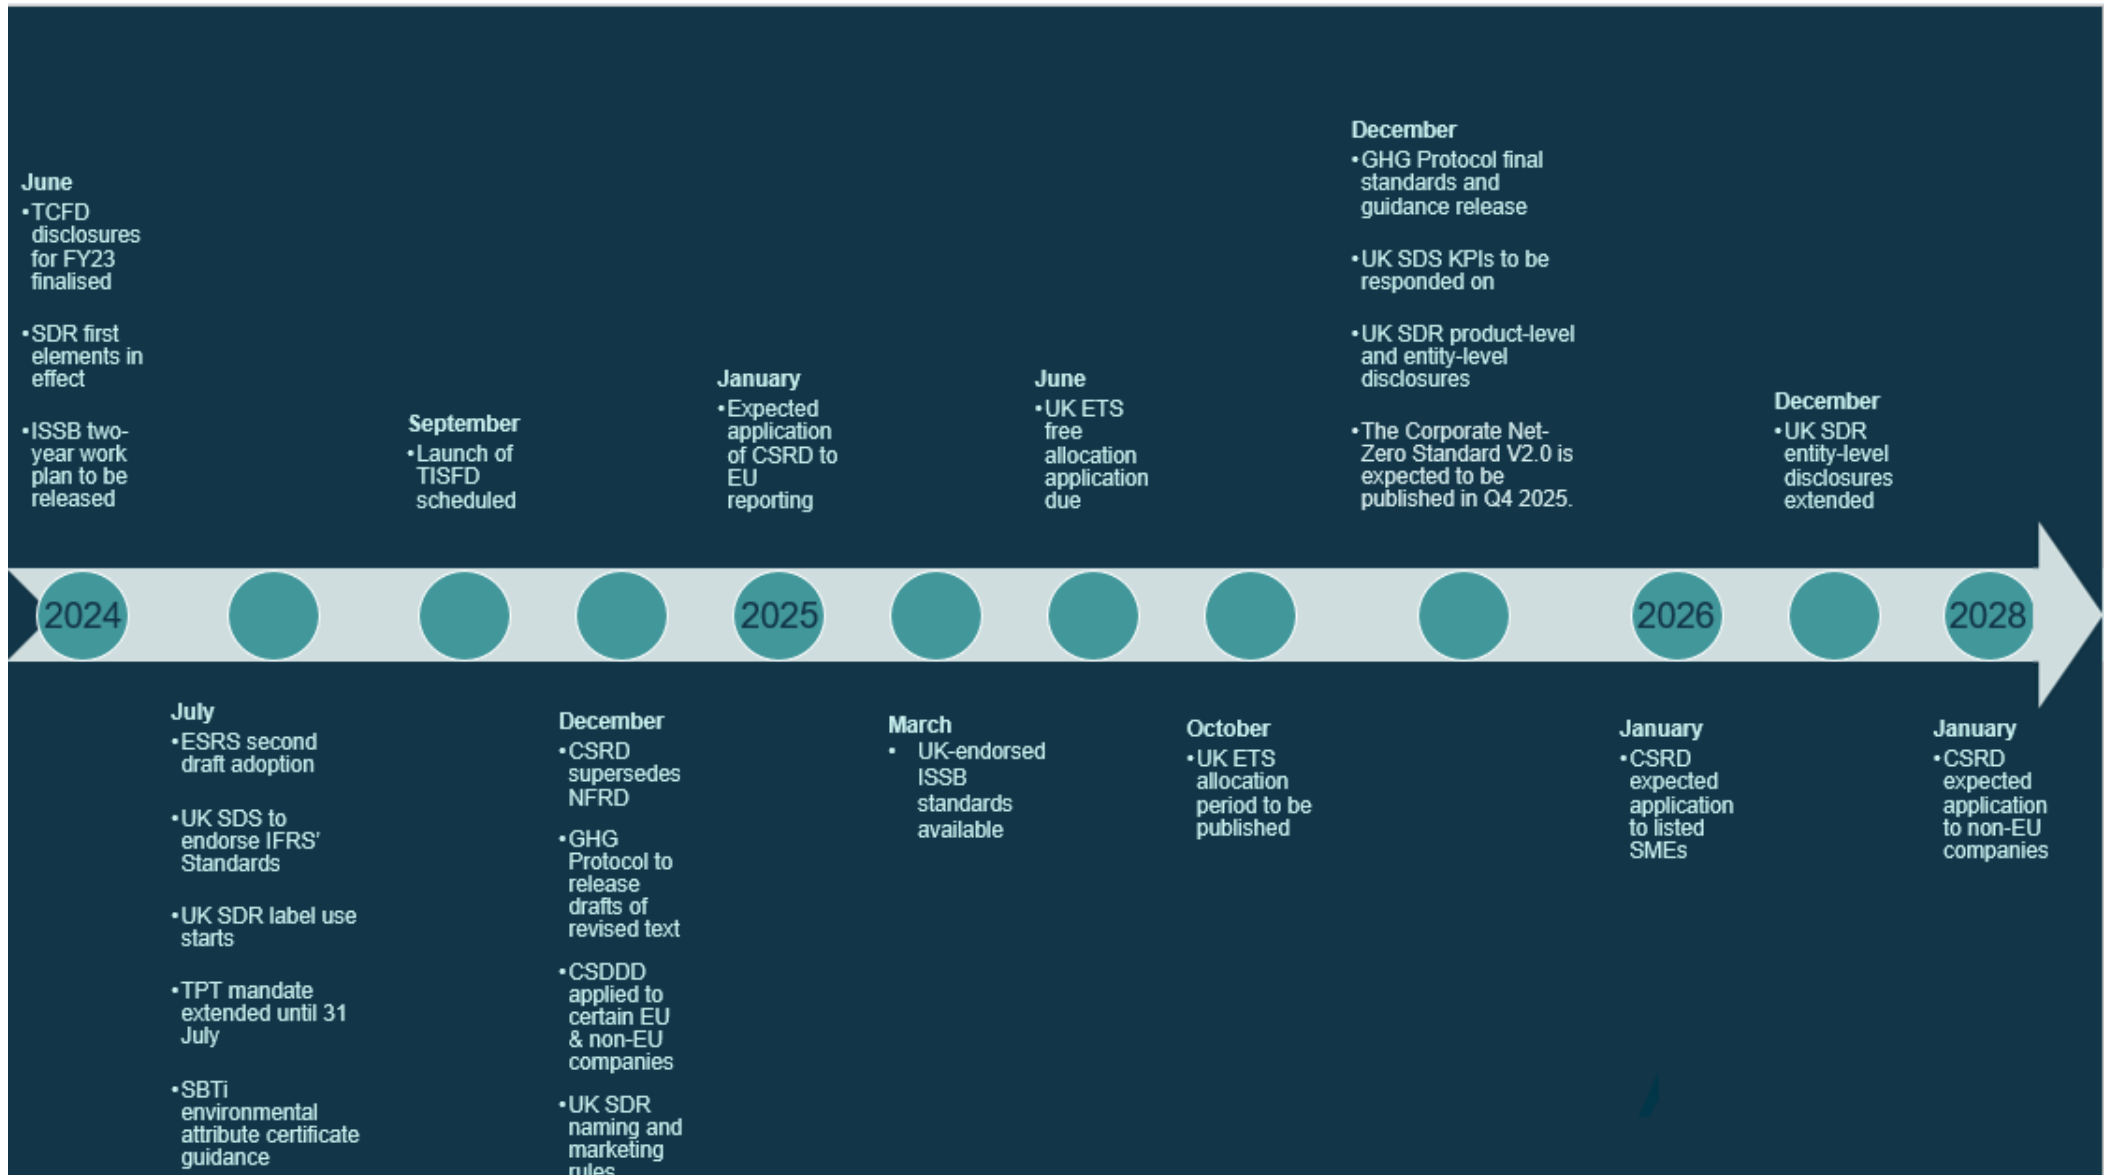 June
•TCFD
disclosures
for FY23
finalised
•SDR first
elements in
effect
•ISSB two-
year work
plan to be
released
September
•Launch of
TISFD
scheduled
January
•Expected
application
of CSRD to
EU
reporting
June
•UK ETS
free
allocation
application
due
December
•GHG Protocol final
standards and
guidance release
•UK SDS KPIs to be
responded on
•UK SDR product-level
and entity-level
disclosures
•The Corporate Net-
Zero Standard V2.0 is
expected to be
published in Q4 2025.
December
•UK SDR
entity-level
disclosures
extended
2024
2025
2026
2028
July
•ESRS second
draft adoption
•UK SDS to
endorse IFRS’
Standards
•UK SDR label use
starts
•TPT mandate
extended until 31
July
•SBTi
environmental
attribute certificate
guidance
December
•CSRD
supersedes
NFRD
•GHG
Protocol to
release
drafts of
revised text
•CSDDD
applied to
certain EU
& non-EU
companies
•UK SDR
naming and
marketing
rules
March
• UK-endorsed
ISSB
standards
available
October
•UK ETS
allocation
period to be
published
January
•CSRD
expected
application
to listed
SMEs
January
•CSRD
expected
application
to non-EU
companies